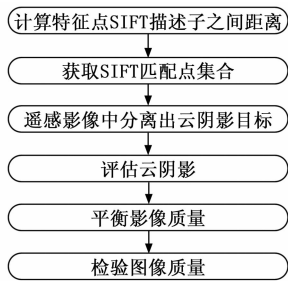 计算特征点SIFT描述子之间距离
获取SIFT匹配点集合
遥感影像中分离出云阴影目标
评估云阴影
平衡影像质量
检验图像质量